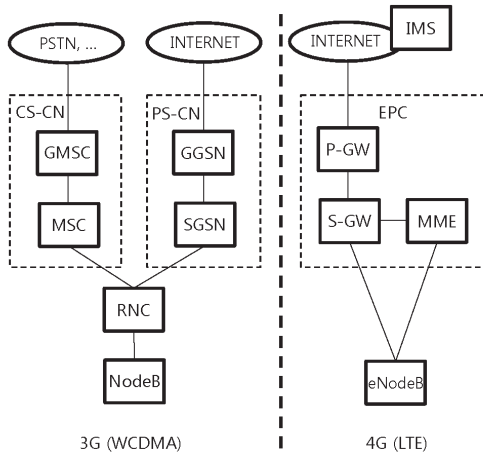 PSTN, ...
INTERNET
CS-CN
PS-CN
GMSC
GGSN
MSC
SGSN
RNC
NodeB
3G (WCDMA)
INTERNET
IMS
EPC
P-GW
S-GW
MME
eNodeB
4G (LTE)